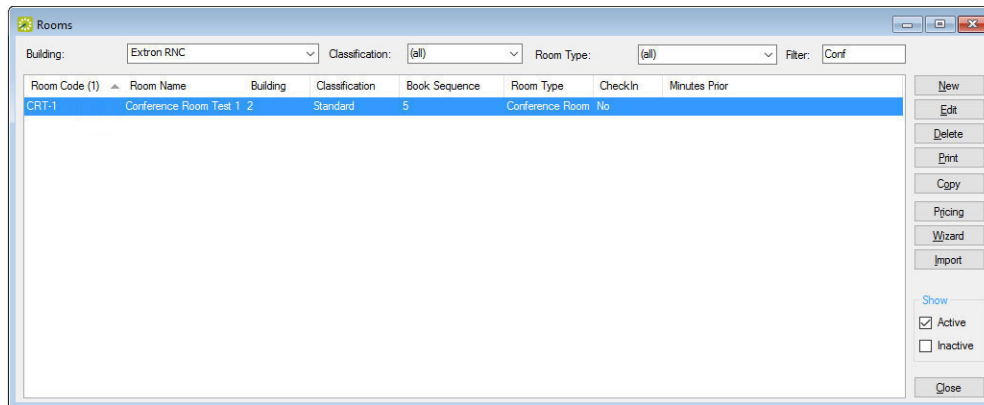 Rooms
Building: Extron RNC Classification: (all) Room Type: (all) Filter: Conf
Room Code (1) Room Name Building Classification Book Sequence Room Type CheckIn Minutes Prior
CRT-1 Conference Room Test 1 2 Standard 5 Conference Room No
New
Edit
Delete
Print
Copy
Pricing
Wizard
Import
Show
Active
Inactive
Close